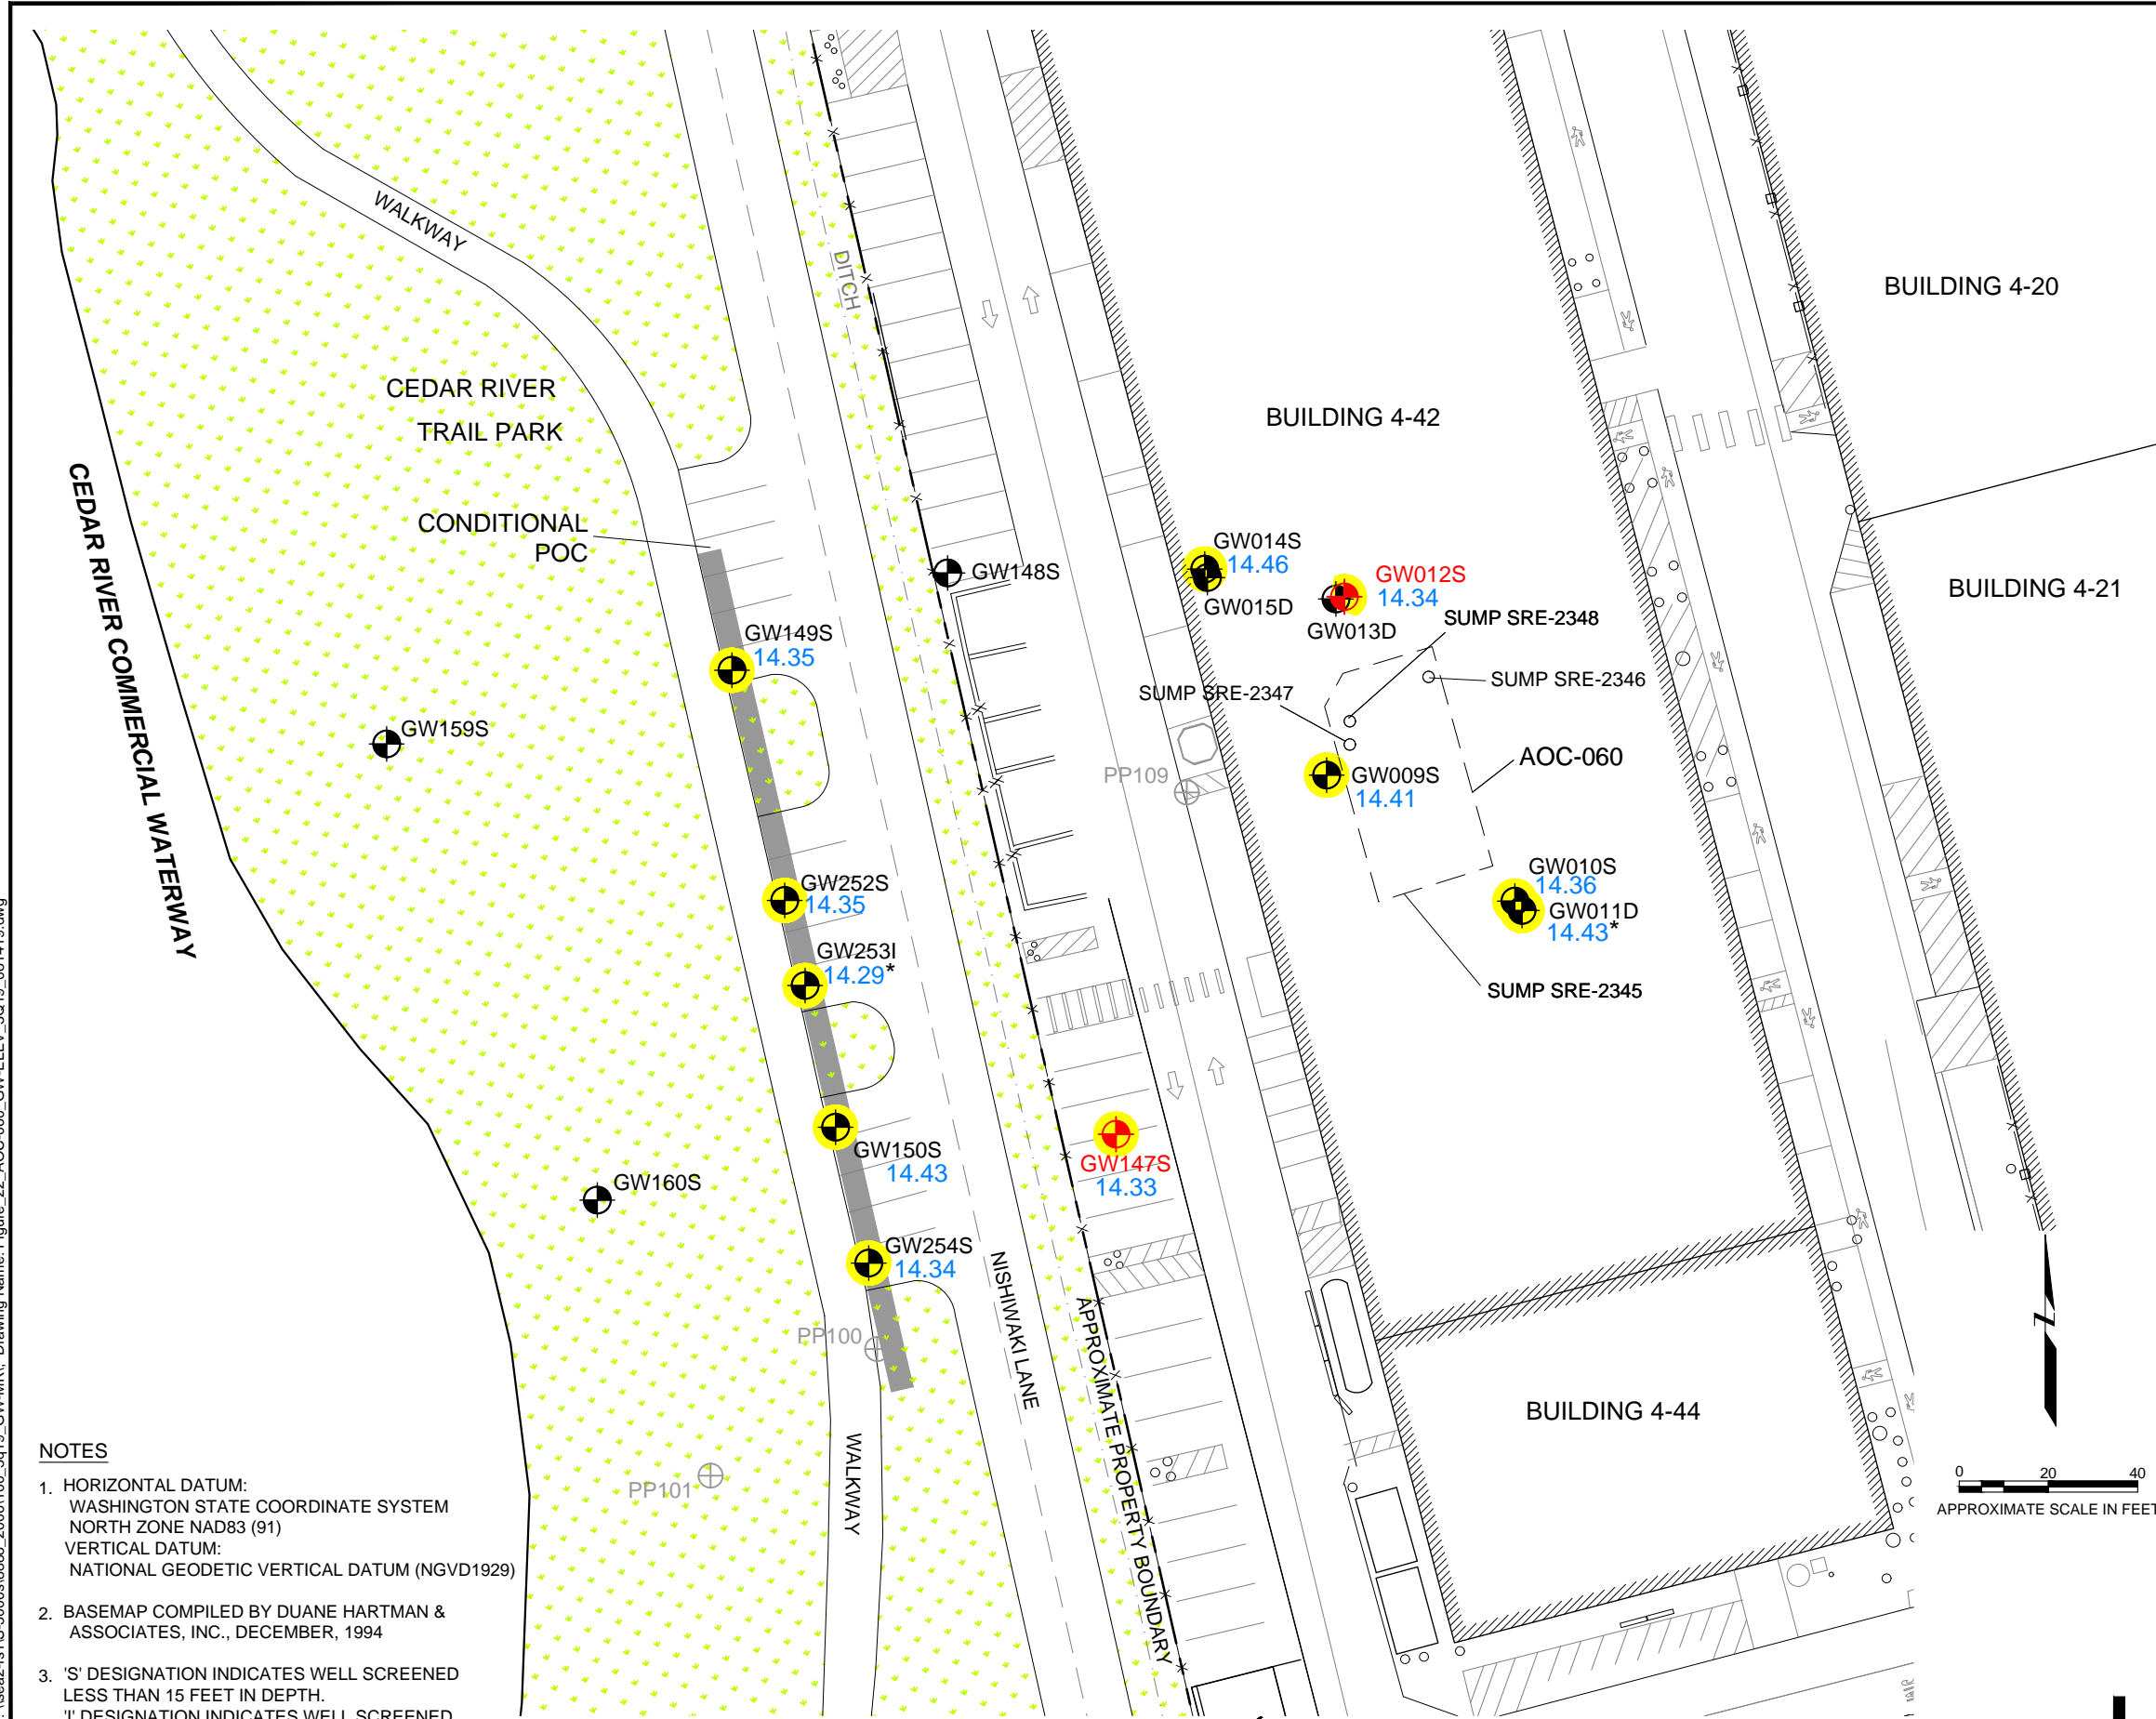 WALKWAY
DITCH
BUILDING 4-20
CEDAR RIVER
TRAIL PARK
BUILDING 4-42
CEDAR RIVER COMMERCIAL WATERWAY
CONDITIONAL
POC
GW014S
14.46
GW148S
GW012S
14.34
GW015D
GW013D
BUILDING 4-21
SUMP SRE-2348
GW149S
14.35
SUMP SRE-2346
SUMP SRE-2347
GW159S
AOC-060
PP109
GW009S
14.41
GW010S
14.36
GW011D
14.43*
GW252S
14.35
GW253I
14.29*
SUMP SRE-2345
GW150S
14.43
GW147S
14.33
GW160S
GW254S
14.34
NISHIWAKI LANE
APPROXIMATE PROPERTY BOUNDARY
PP100
BUILDING 4-44
WALKWAY
PP101
N
0 20 40
APPROXIMATE SCALE IN FEET
NOTES
1. HORIZONTAL DATUM:
WASHINGTON STATE COORDINATE SYSTEM
NORTH ZONE NAD83 (91)
VERTICAL DATUM:
NATIONAL GEODETIC VERTICAL DATUM (NGVD1929)
2. BASEMAP COMPILED BY DUANE HARTMAN &
ASSOCIATES, INC., DECEMBER, 1994
3. 'S' DESIGNATION INDICATES WELL SCREENED
LESS THAN 15 FEET IN DEPTH.
'I' DESIGNATION INDICATES WELL SCREENED